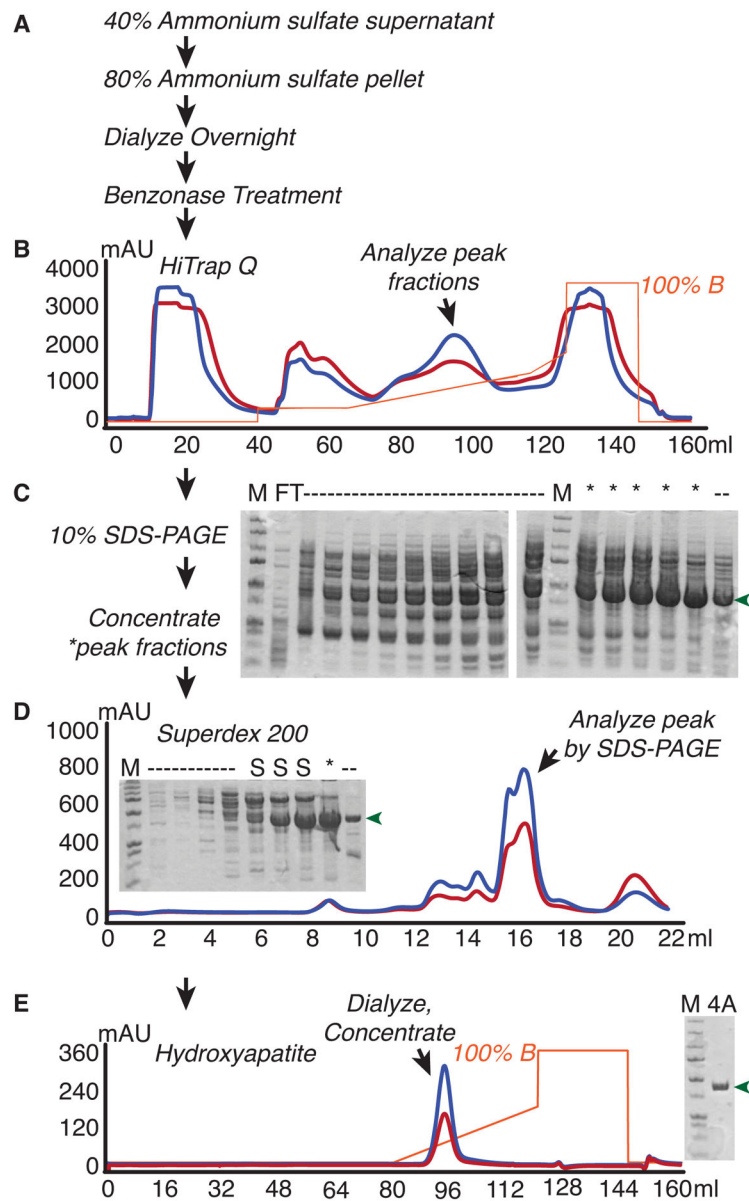 A
40% Ammonium sulfate supernatant
80% Ammonium sulfate pellet
Dialyze Overnight
Benzonase Treatment
B
mAU
HiTrap Q
Analyze peak
fractions
100% B
4000
3000
2000
1000
0
0 20 40 60 80 100 120 140 160ml
C
M FT-------------------------- M * * * * * --
10% SDS-PAGE
Concentrate
*peak fractions
D
mAU
Superdex 200
Analyze peak
by SDS-PAGE
M --------- S S S * --
1000
800
600
400
200
0
0 2 4 6 8 10 12 14 16 18 20 22 ml
E
mAU
Hydroxyapatite
Dialyze,
Concentrate
100% B
M 4A
360
240
120
0
0 16 32 48 64 80 96 112 128 144 160 ml